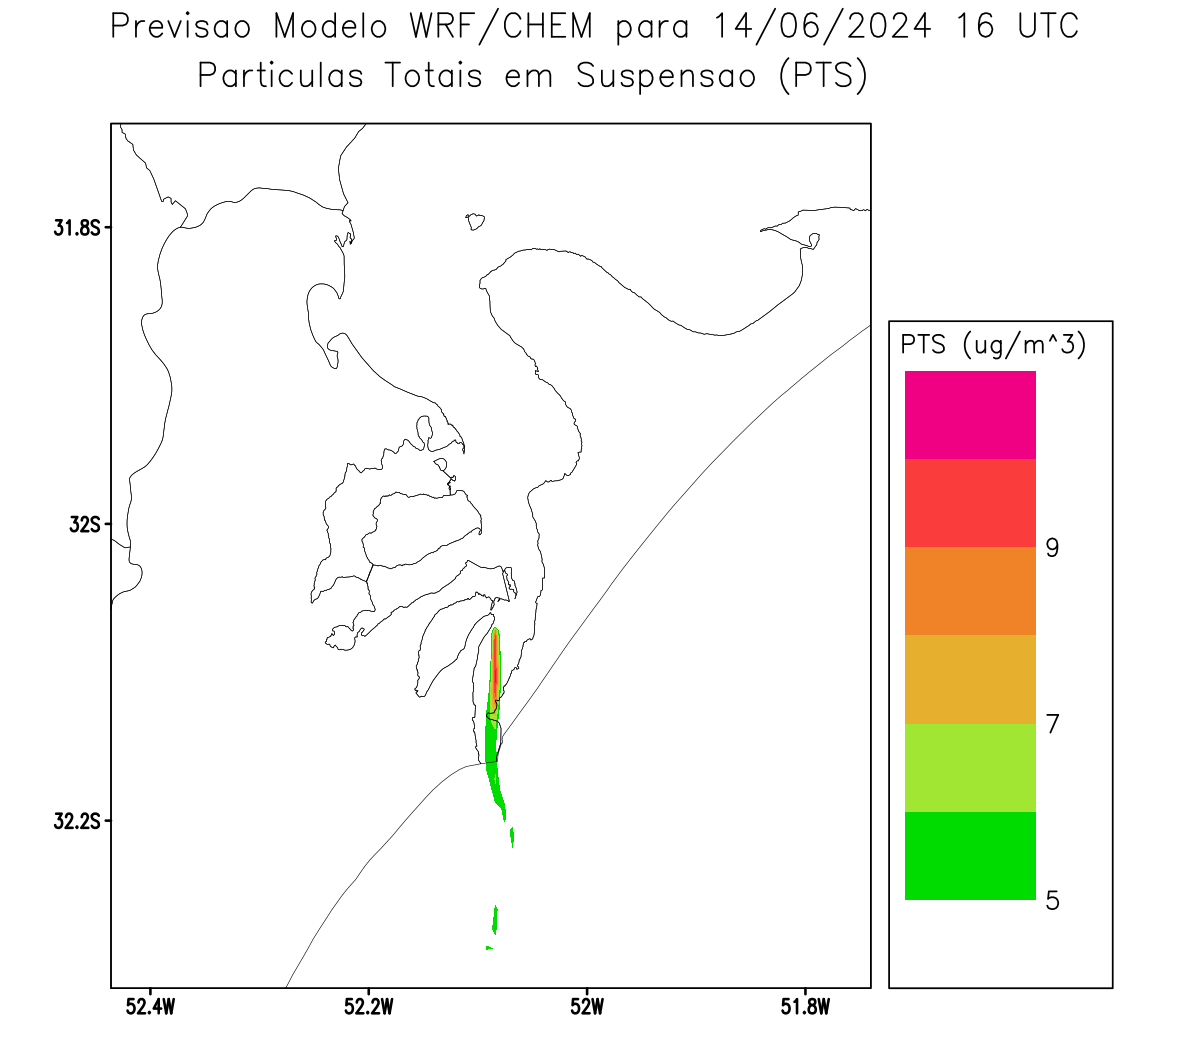 Previsao Modelo WRF/CHEM para 14/06/2024 16 UTC
Particulas Totais em Suspensao (PTS)
31.8S
32S
32.2S
52.4W
52.2W
52W
51.8W
PTS (ug/m^3)
9
7
5